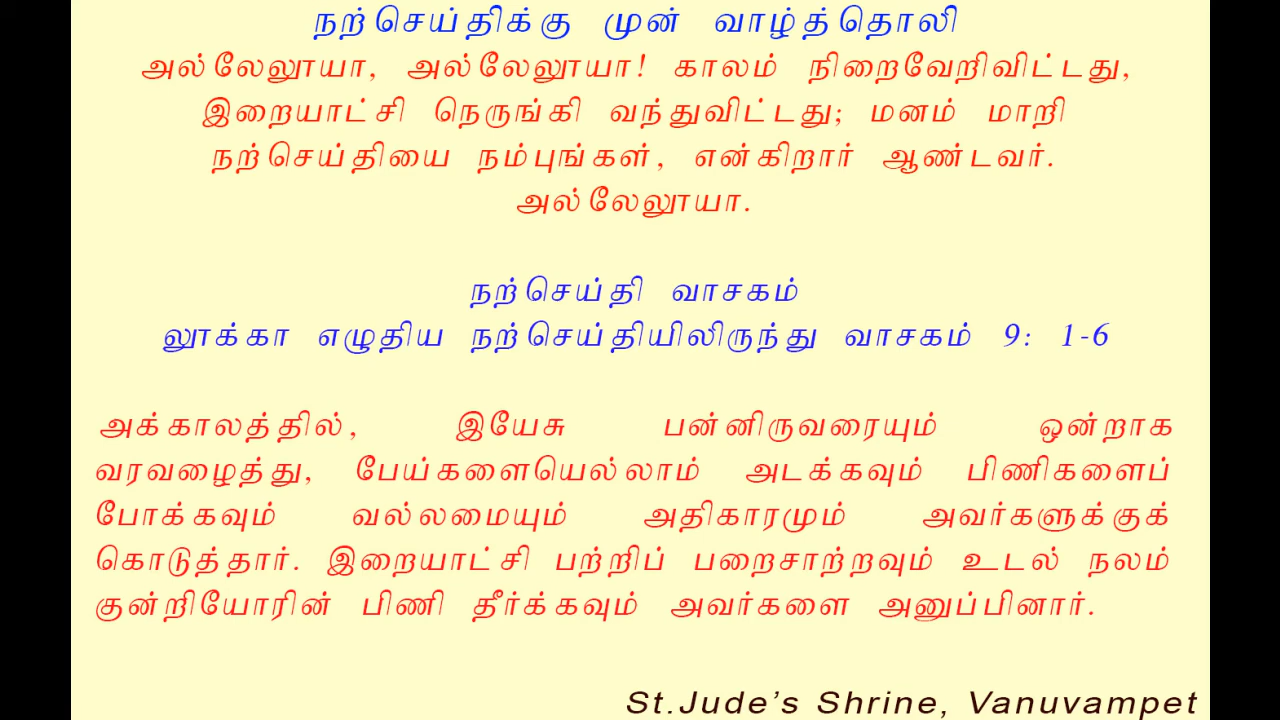 நற்செய்திக்கு முன் வாழ்த்தொலி
அல்லேலூயா, அல்லேலூயா! காலம் நிறைவேறிவிட்டது,
இறையாட்சி நெருங்கி வந்துவிட்டது; மனம் மாறி
நற்செய்தியை நம்புங்கள், என்கிறார் ஆண்டவர்.
அல்லேலூயா.
நற்செய்தி வாசகம்
லூக்கா எழுதிய நற்செய்தியிலிருந்து வாசகம் 9: 1-6
அக்காலத்தில், இயேசு பன்னிருவரையும் ஒன்றாக
வரவழைத்து, பேய்களையெல்லாம் அடக்கவும் பிணிகளைப்
போக்கவும் வல்லமையும் அதிகாரமும் அவர்களுக்குக்
கொடுத்தார். இறையாட்சி பற்றிப் பறைசாற்றவும் உடல் நலம்
குன்றியோரின் பிணி தீர்க்கவும் அவர்களை அனுப்பினார்.
St.Jude’s Shrine, Vanuvampet